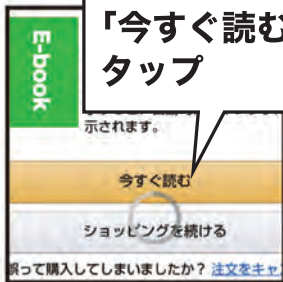 「今すぐ読む
タップ
E-book
示されます。
今すぐ読む
ショッピングを続ける
誤って購入してしまいましたか? 注文をキャ